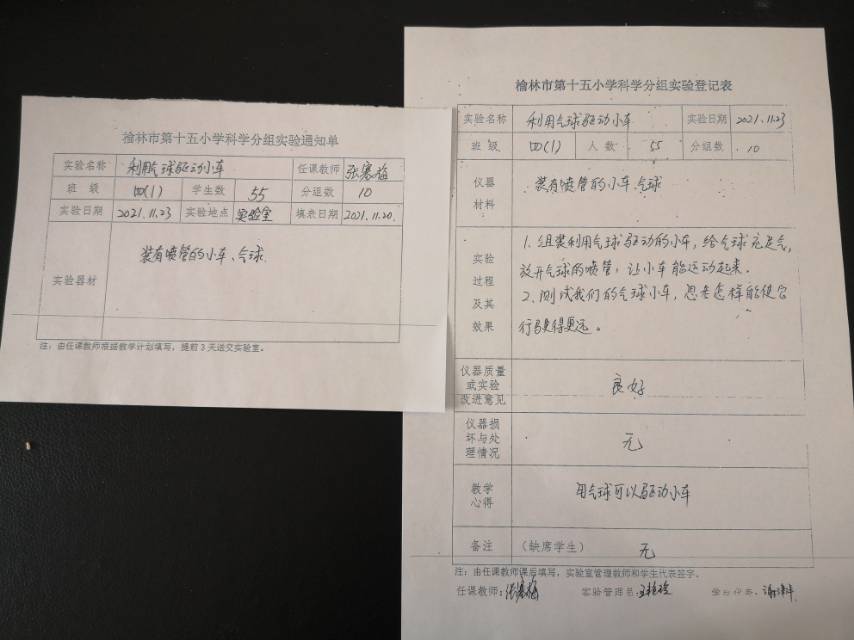 榆林市第十五小学科学分组实验通知单
实验名称 利用气球驱动小车 任课教师 张寒梅
班 级 四(1) 学生数 55 分组数 10
实验日期 2021.11.23 实验地点 实验室 填表日期 2021.11.20.
实验器材 装有喷管的小车、气球
注：由任课教师根据教学计划填写，提前3天送交实验室。
榆林市第十五小学科学分组实验登记表
实验名称 利用气球驱动小车 实验日期 2021.11.23
班 级 四(1) 人 数 55 分组数 10
仪器
材料
装有喷管的小车、气球
实验
过程
及其
效果
1. 组装利用气球驱动的小车，给气球充足气，
放开气球的喷管，让小车能运动起来.
2、测试我们的气球小车，思考怎样能使它
行驶得更远。
仪器质量
或实验
改进意见
良好
仪器损
坏与处
理情况
无
教学
心得
用气球可以驱动小车
备注 (缺席学生) 无
注：由任课教师课后填写，实验室管理教师和学生代表签字。
任课教师：张寒梅 实验管理员： 学生代表：